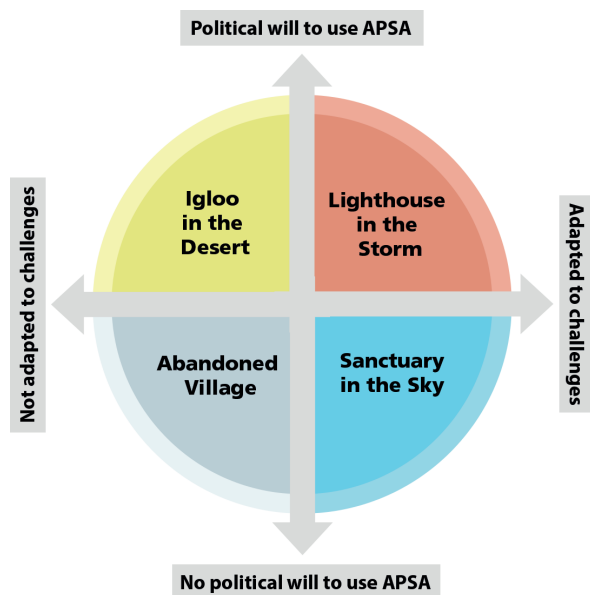 Political will to use APSA
Igloo
in the
Desert
Lighthouse
in the
Storm
Not adapted to challenges
Adapted to challenges
Abandoned
Village
Sanctuary
in the Sky
No political will to use APSA